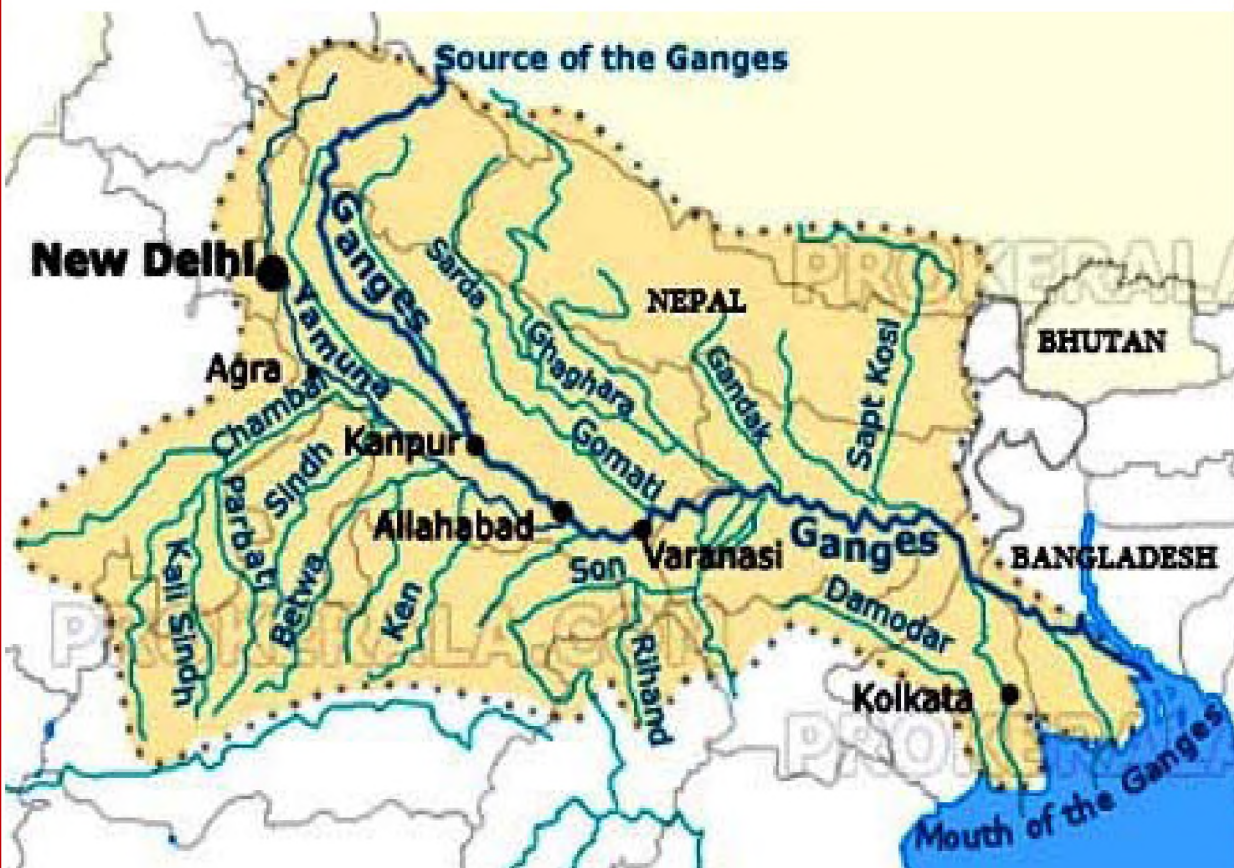 Source of the Ganges
PROKERALA
New Delhi
Ganges
Sarda
NEPAL
BHUTAN
Yamuna
Ghaghara
Gandak
Sapt Kosi
Agra
Chambal
Kanpur
Sindh
Gomati
Parbati
Allahabad
Varanasi
Ganges
BANGLADESH
Kali Sindh
Betwa
Ken
Son
Damodar
PROKERALA.COM
Rihand
Kolkata
PROKERALA
Mouth of the Ganges